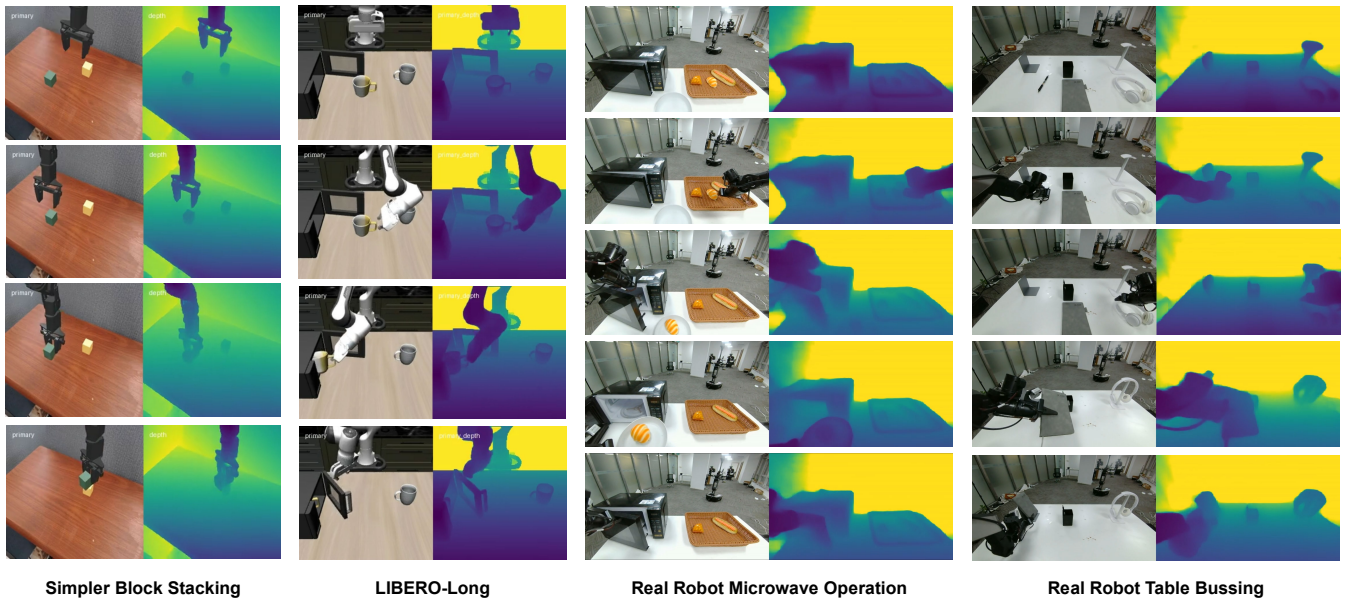 primary
depth
primary
primary_depth
primary
depth
primary
primary_depth
primary
depth
primary
primary_depth
primary
depth
primary
primary_depth
Simpler Block Stacking
LIBERO-Long
Real Robot Microwave Operation
Real Robot Table Bussing